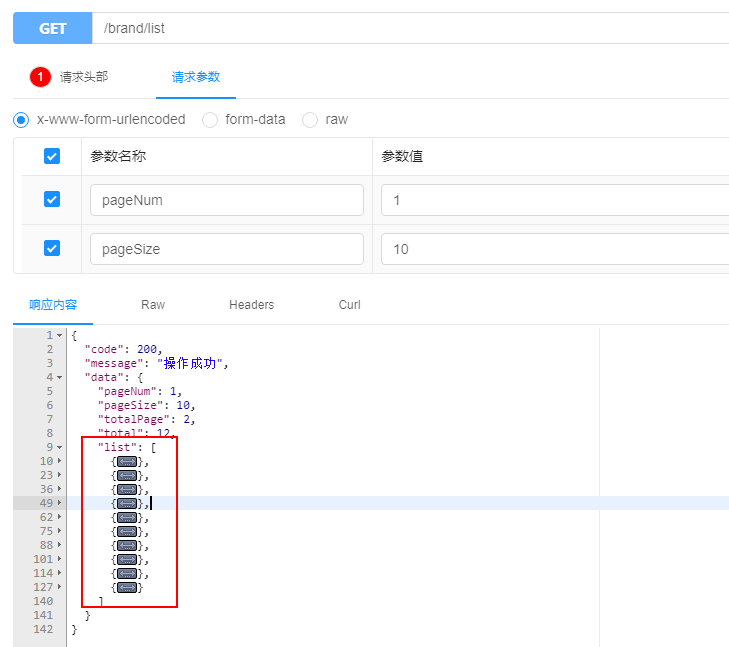 GET /brand/list
1 请求头部 请求参数
x-www-form-urlencoded form-data raw
参数名称 参数值
pageNum 1
pageSize 10
响应内容 Raw Headers Curl
1 {
2 "code": 200,
3 "message": "操作成功",
4 "data": {
5 "pageNum": 1,
6 "pageSize": 10,
7 "totalPage": 2,
8 "total": 12,
9 "list": [
10 {},
23 {},
36 {},
49 {},
62 {},
75 {},
88 {},
101 {},
114 {},
127 {}
140 ]
141 }
142 }